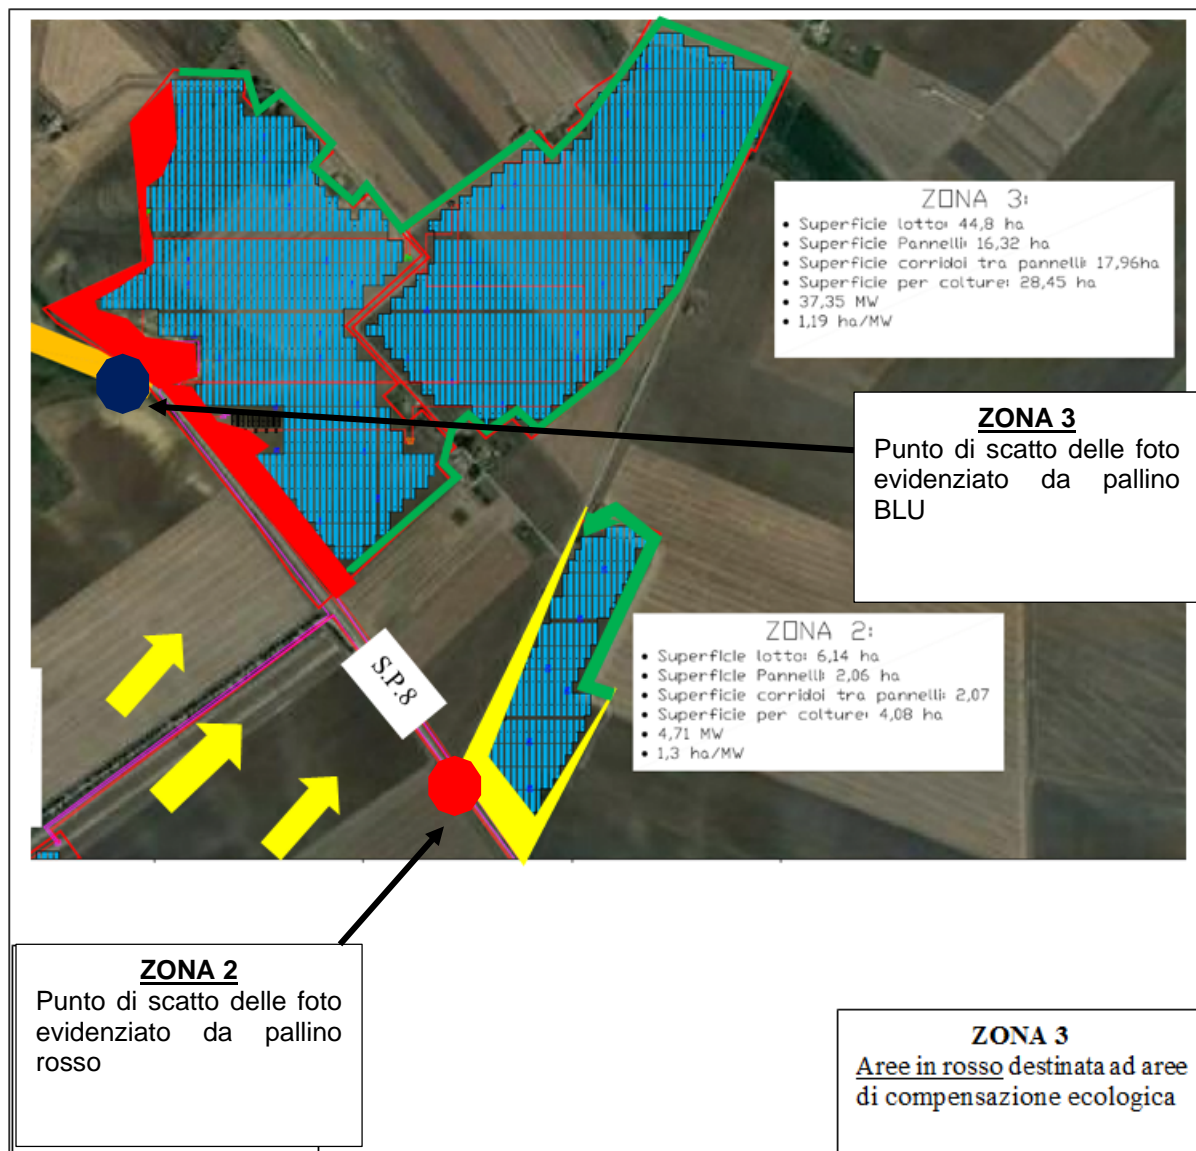 ZONA 3:
• Superficie lotto: 44,8 ha
• Superficie Pannelli: 16,32 ha
• Superficie corridoi tra pannelli: 17,96ha
• Superficie per colture: 28,45 ha
• 37,35 MW
• 1,19 ha/MW
ZONA 3
Punto di scatto delle foto
evidenziato da pallino
BLU
ZONA 2:
• Superficie lotto: 6,14 ha
• Superficie Pannelli: 2,06 ha
• Superficie corridoi tra pannelli: 2,07
• Superficie per colture: 4,08 ha
• 4,71 MW
• 1,3 ha/MW
S.P.8
ZONA 2
Punto di scatto delle foto
evidenziato da pallino
rosso
ZONA 3
Aree in rosso destinata ad aree
di compensazione ecologica